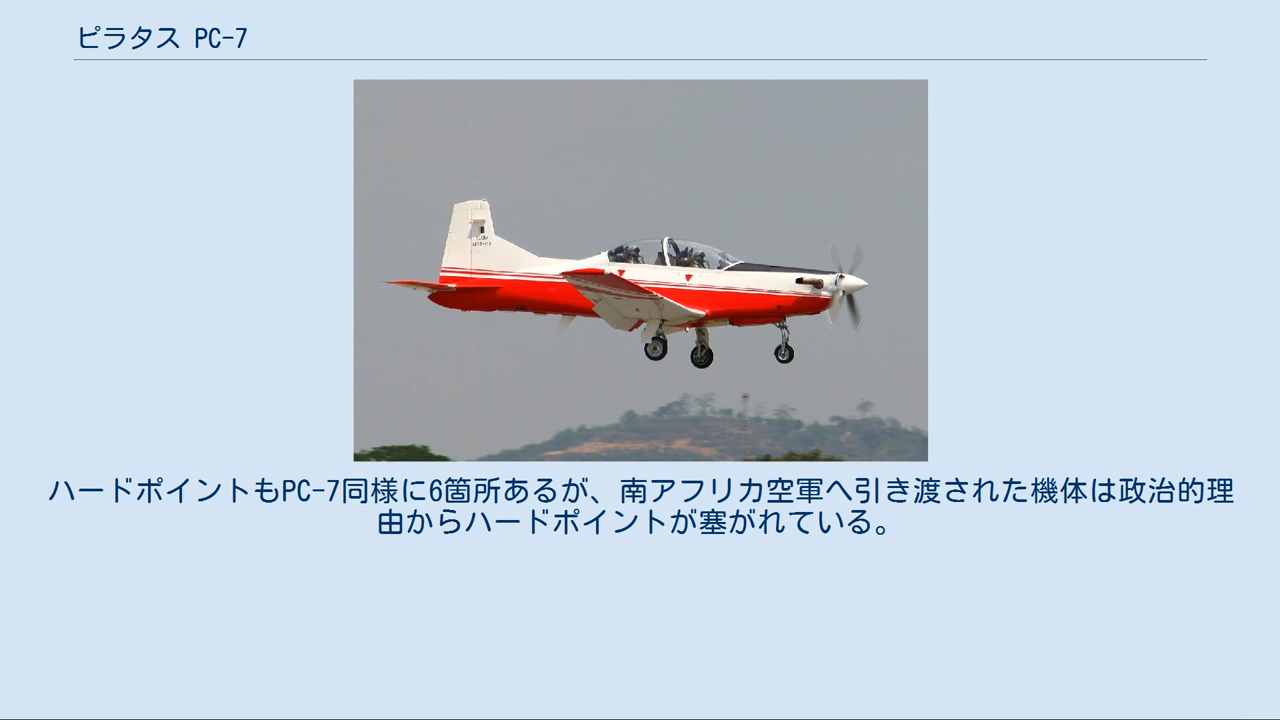 ピラタス PC-7
ハードポイントもPC-7同様に6箇所あるが、南アフリカ空軍へ引き渡された機体は政治的理
由からハードポイントが塞がれている。